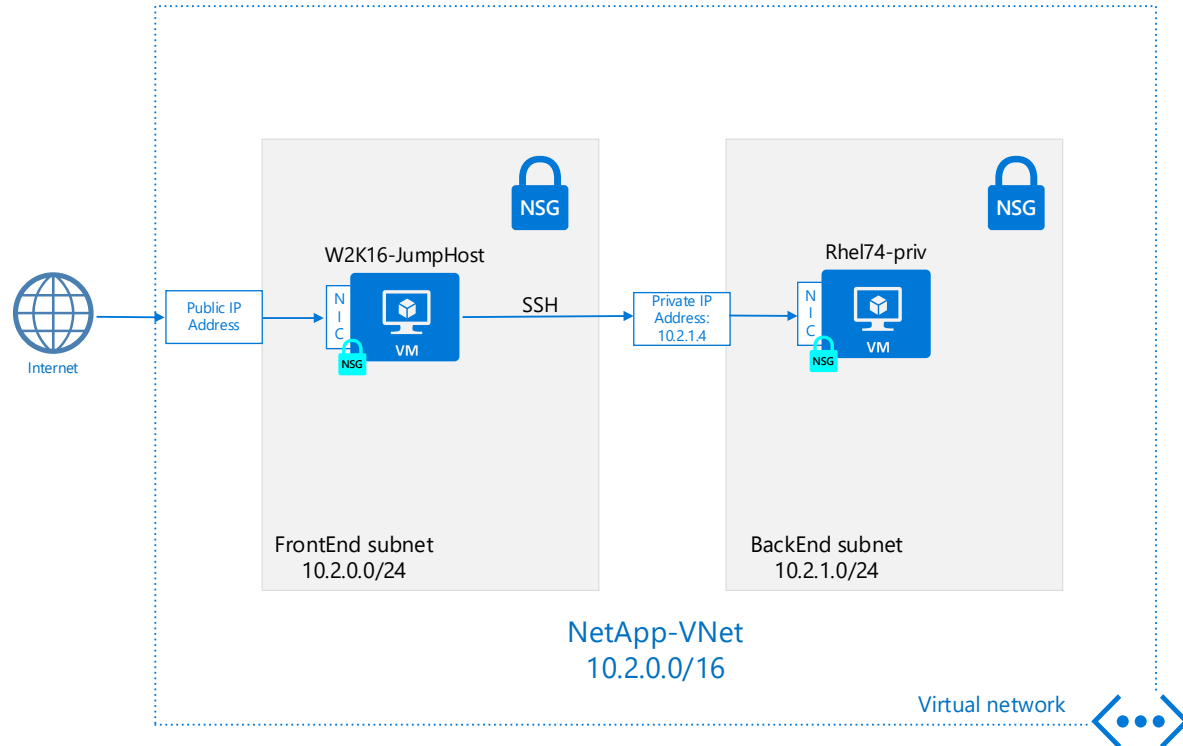 NSG
NSG
W2K16-JumpHost
Rhel74-priv
Internet
Public IP
Address
N
I
C
NSG
VM
SSH
Private IP
Address:
10.2.1.4
N
I
C
NSG
VM
FrontEnd subnet
10.2.0.0/24
BackEnd subnet
10.2.1.0/24
NetApp-VNet
10.2.0.0/16
Virtual network